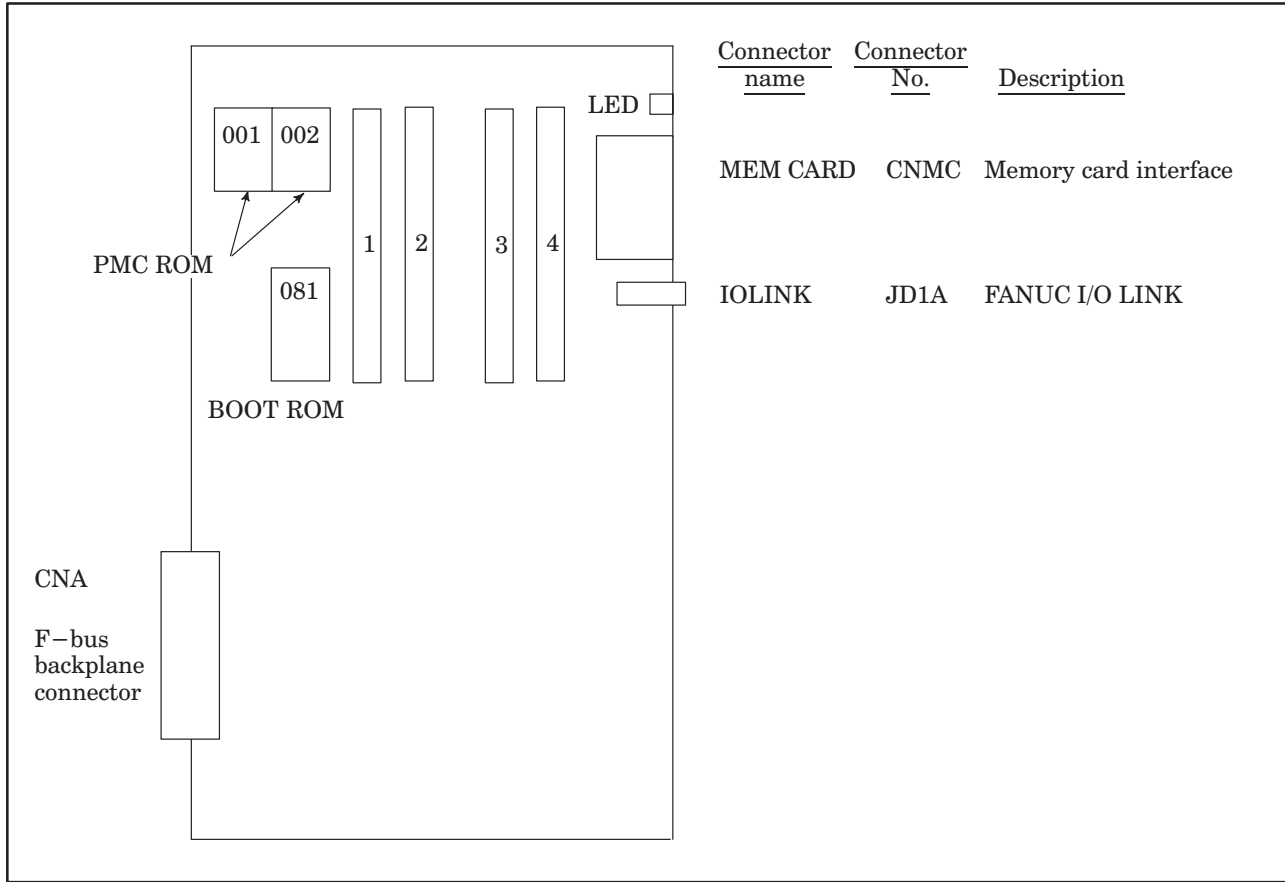 Connector Connector
name No. Description
LED
001 002
MEM CARD CNMC Memory card interface
1 2 3 4
PMC ROM
081
IOLINK JD1A FANUC I/O LINK
BOOT ROM
CNA
F−bus
backplane
connector